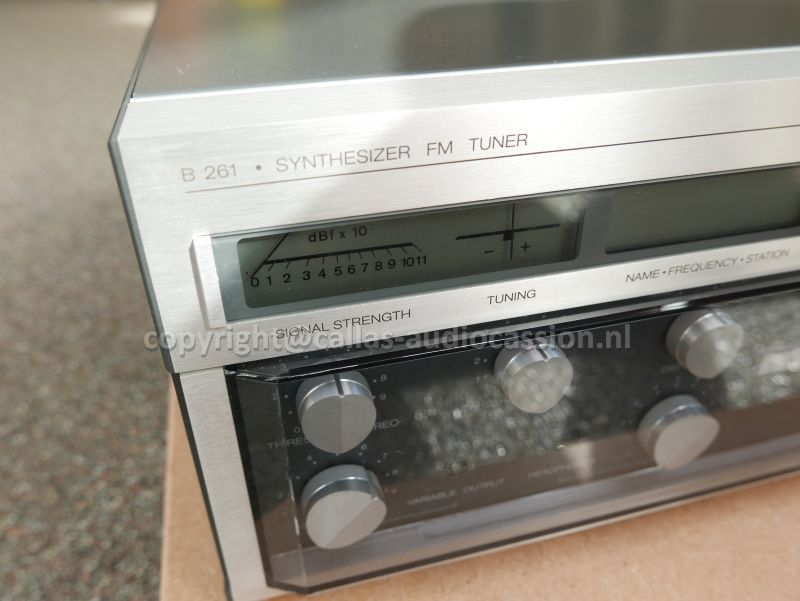 B 261 • SYNTHESIZER FM TUNER
dBf x 10
0 1 2 3 4 5 6 7 8 9 10 11
- +
SIGNAL STRENGTH
TUNING
NAME • FREQUENCY • STATION
copyright@callas-audiocassion.nl
VARIABLE OUTPUT